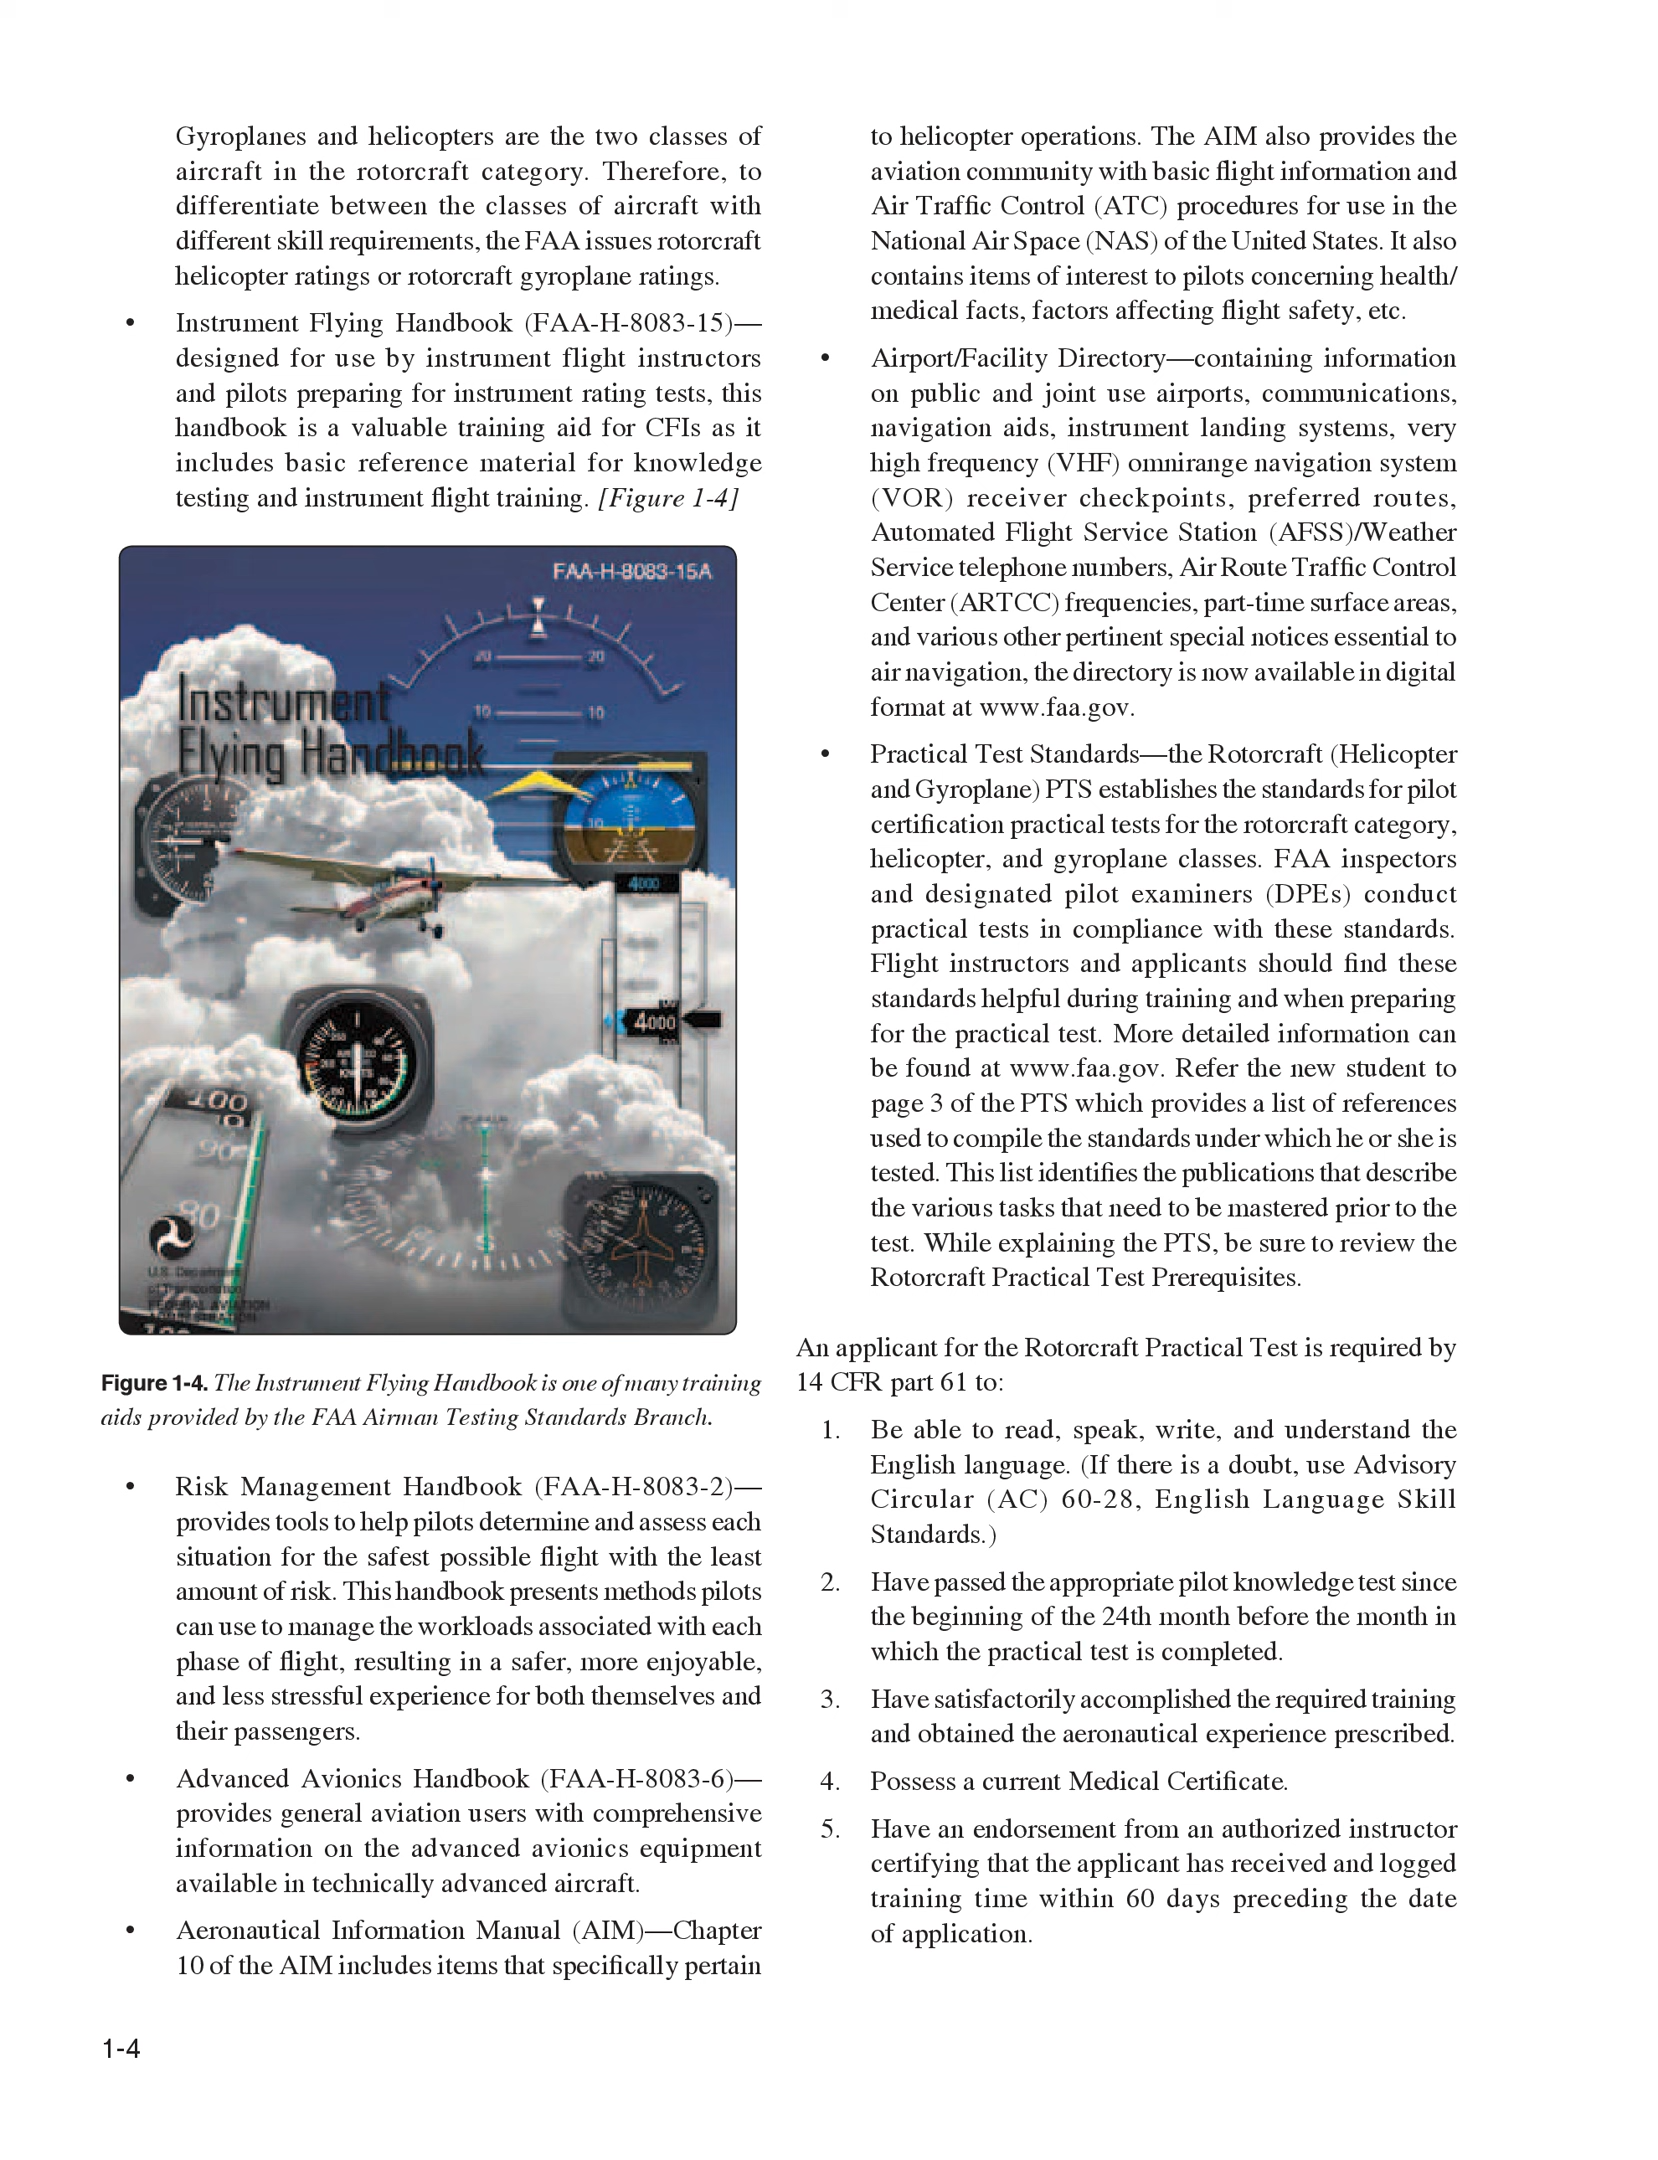 Gyroplanes and helicopters are the two classes of
aircraft in the rotorcraft category. Therefore, to
differentiate between the classes of aircraft with
different skill requirements, the FAA issues rotorcraft
helicopter ratings or rotorcraft gyroplane ratings.
• Instrument Flying Handbook (FAA-H-8083-15)—
designed for use by instrument flight instructors
and pilots preparing for instrument rating tests, this
handbook is a valuable training aid for CFIs as it
includes basic reference material for knowledge
testing and instrument flight training. [Figure 1-4]
FAA-H-8083-15A
20 20
10 10
Instrument
Flying Handbook
10
4000
4000
100
90
80
U.S. Department
of Transportation
FEDERAL AVIATION
ADMINISTRATION
Figure 1-4. The Instrument Flying Handbook is one of many training
aids provided by the FAA Airman Testing Standards Branch.
• Risk Management Handbook (FAA-H-8083-2)—
provides tools to help pilots determine and assess each
situation for the safest possible flight with the least
amount of risk. This handbook presents methods pilots
can use to manage the workloads associated with each
phase of flight, resulting in a safer, more enjoyable,
and less stressful experience for both themselves and
their passengers.
• Advanced Avionics Handbook (FAA-H-8083-6)—
provides general aviation users with comprehensive
information on the advanced avionics equipment
available in technically advanced aircraft.
• Aeronautical Information Manual (AIM)—Chapter
10 of the AIM includes items that specifically pertain
to helicopter operations. The AIM also provides the
aviation community with basic flight information and
Air Traffic Control (ATC) procedures for use in the
National Air Space (NAS) of the United States. It also
contains items of interest to pilots concerning health/
medical facts, factors affecting flight safety, etc.
• Airport/Facility Directory—containing information
on public and joint use airports, communications,
navigation aids, instrument landing systems, very
high frequency (VHF) omnirange navigation system
(VOR) receiver checkpoints, preferred routes,
Automated Flight Service Station (AFSS)/Weather
Service telephone numbers, Air Route Traffic Control
Center (ARTCC) frequencies, part-time surface areas,
and various other pertinent special notices essential to
air navigation, the directory is now available in digital
format at www.faa.gov.
• Practical Test Standards—the Rotorcraft (Helicopter
and Gyroplane) PTS establishes the standards for pilot
certification practical tests for the rotorcraft category,
helicopter, and gyroplane classes. FAA inspectors
and designated pilot examiners (DPEs) conduct
practical tests in compliance with these standards.
Flight instructors and applicants should find these
standards helpful during training and when preparing
for the practical test. More detailed information can
be found at www.faa.gov. Refer the new student to
page 3 of the PTS which provides a list of references
used to compile the standards under which he or she is
tested. This list identifies the publications that describe
the various tasks that need to be mastered prior to the
test. While explaining the PTS, be sure to review the
Rotorcraft Practical Test Prerequisites.
An applicant for the Rotorcraft Practical Test is required by
14 CFR part 61 to:
1. Be able to read, speak, write, and understand the
English language. (If there is a doubt, use Advisory
Circular (AC) 60-28, English Language Skill
Standards.)
2. Have passed the appropriate pilot knowledge test since
the beginning of the 24th month before the month in
which the practical test is completed.
3. Have satisfactorily accomplished the required training
and obtained the aeronautical experience prescribed.
4. Possess a current Medical Certificate.
5. Have an endorsement from an authorized instructor
certifying that the applicant has received and logged
training time within 60 days preceding the date
of application.
1-4